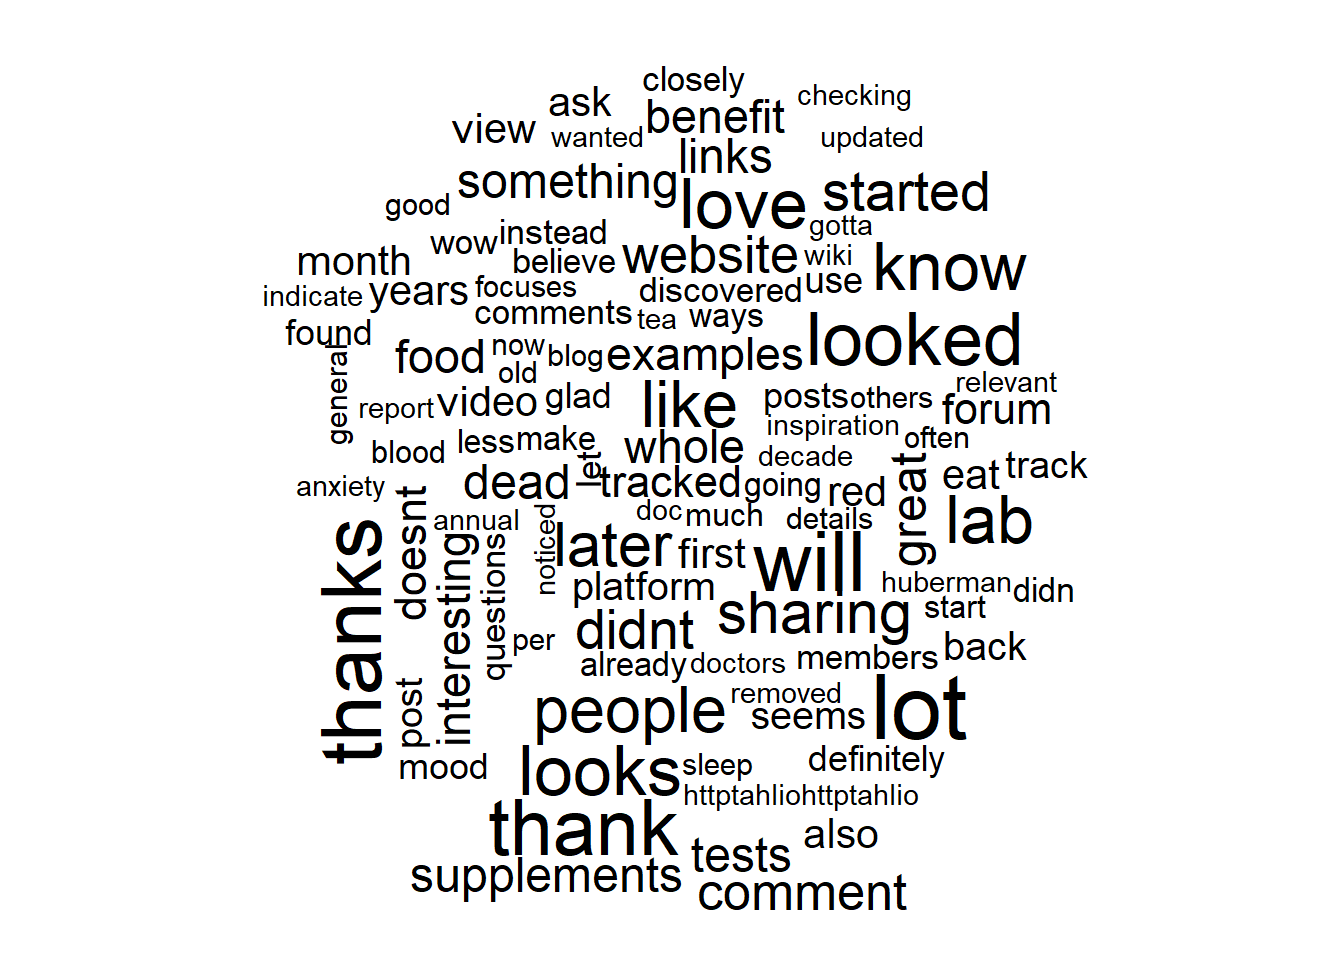 closely
ask
checking
view
wanted
benefit
updated
links
something
love
started
good
gotta
wow
instead
month
believe
website
wiki
know
indicate
years
focuses
discovered
use
comments
tea
ways
found
looked
general
food
now
blog
examples
old
relevant
report
video
glad
like
posts
others
forum
inspiration
often
blood
less
make
whole
decade
great
eat
track
anxiety
dead
let
tracked
going
red
doesnt
annual
doc
much
details
lab
thanks
interesting
questions
noticed
later
first
will
platform
huberman
didn
sharing
start
per
didnt
already
doctors
members
back
post
people
removed
seems
lot
mood
looks
sleep
definitely
httptahliohttptahlio
thank
tests
also
supplements
comment